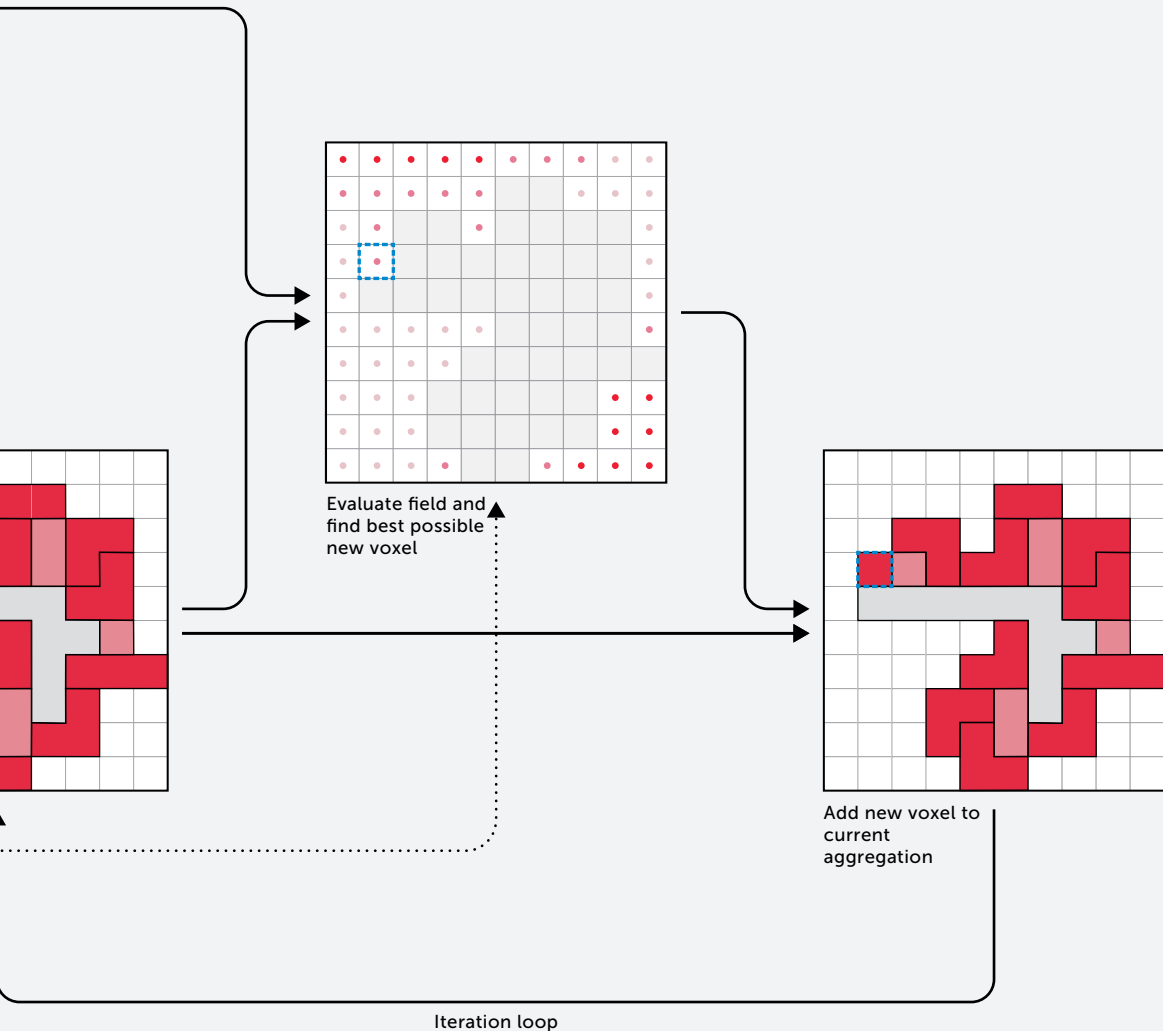 Evaluate field and
find best possible
new voxel
Add new voxel to
current
aggregation
Iteration loop